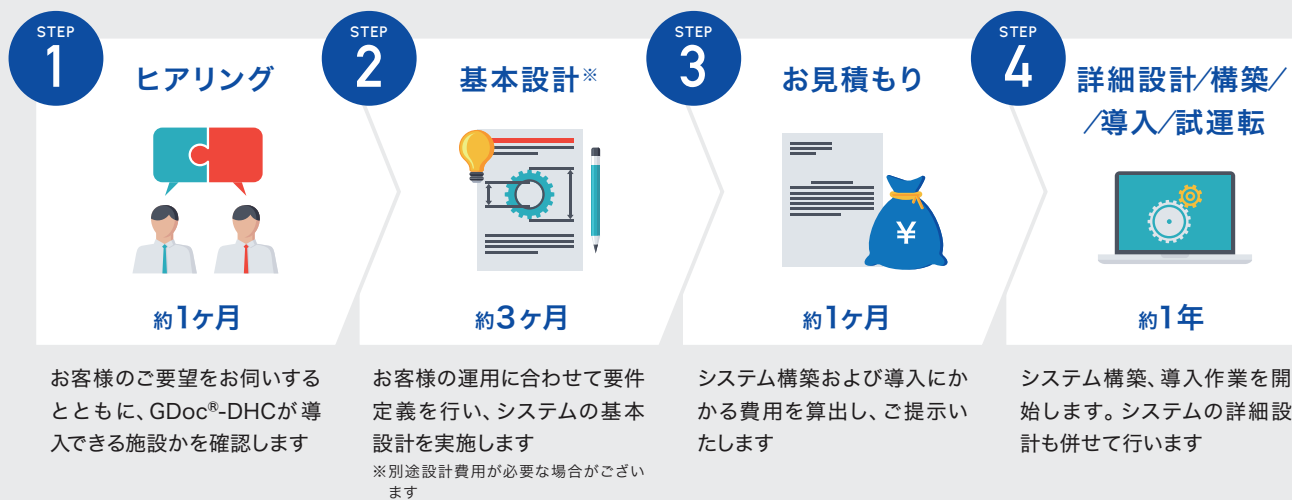 STEP
1
ヒアリング
約1ヶ月
お客様のご要望をお伺いする
とともに、GDoc®-DHCが導
入できる施設かを確認します
STEP
2
基本設計※
約3ヶ月
お客様の運用に合わせて要件
定義を行い、システムの基本
設計を実施します
※別途設計費用が必要な場合がござい
ます
STEP
3
お見積もり
¥
約1ヶ月
システム構築および導入にか
かる費用を算出し、ご提示い
たします
STEP
4
詳細設計/構築/
/導入/試運転
約1年
システム構築、導入作業を開
始します。システムの詳細設
計も併せて行います